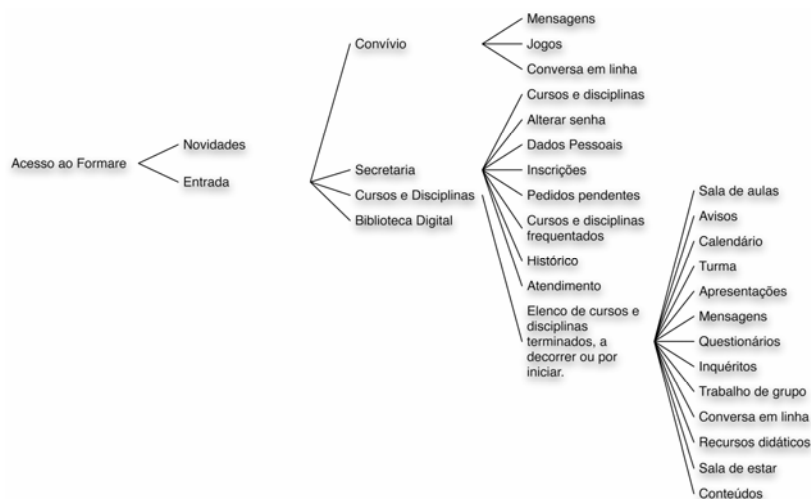 Acesso ao Formare
Novidades
Entrada
Convívio
Secretaria
Cursos e Disciplinas
Biblioteca Digital
Mensagens
Jogos
Conversa em linha
Cursos e disciplinas
Alterar senha
Dados Pessoais
Inscrições
Pedidos pendentes
Cursos e disciplinas
frequentados
Histórico
Atendimento
Elenco de cursos e
disciplinas
terminados, a
decorrer ou por
iniciar.
Sala de aulas
Avisos
Calendário
Turma
Apresentações
Mensagens
Questionários
Inquéritos
Trabalho de grupo
Conversa em linha
Recursos didáticos
Sala de estar
Conteúdos